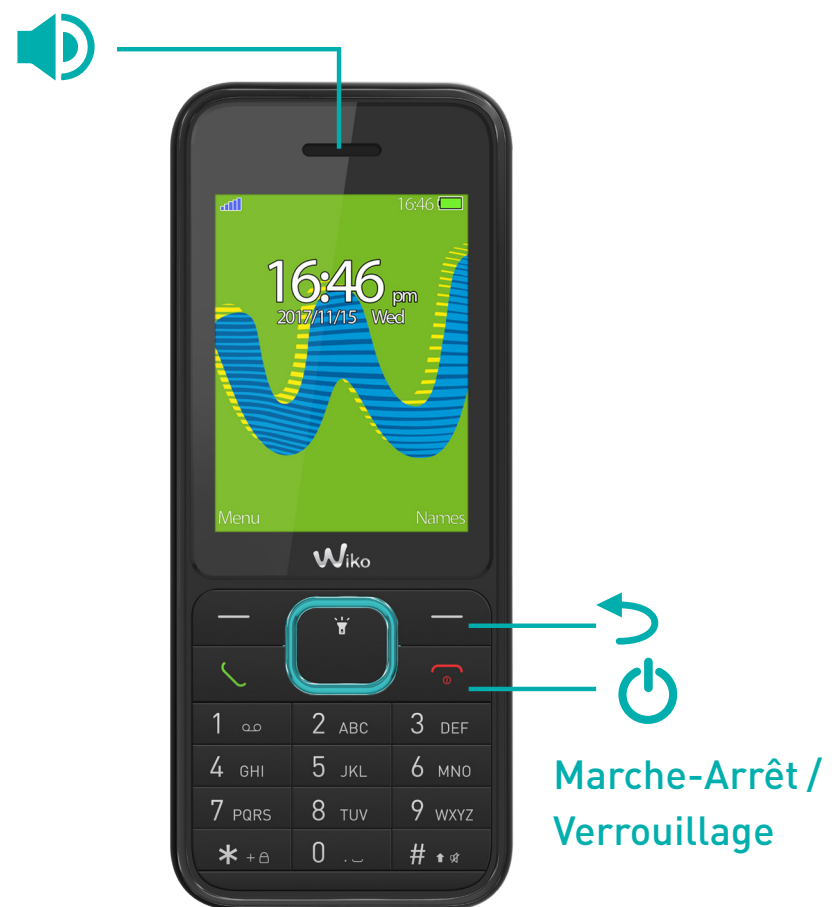 16:46
16:46 pm
2017/11/15 Wed
Menu Names
Wiko
1 2 ABC 3 DEF
4 GHI 5 JKL 6 MNO
7 PQRS 8 TUV 9 WXYZ
* + 0 . #
Marche-Arrêt /
Verrouillage